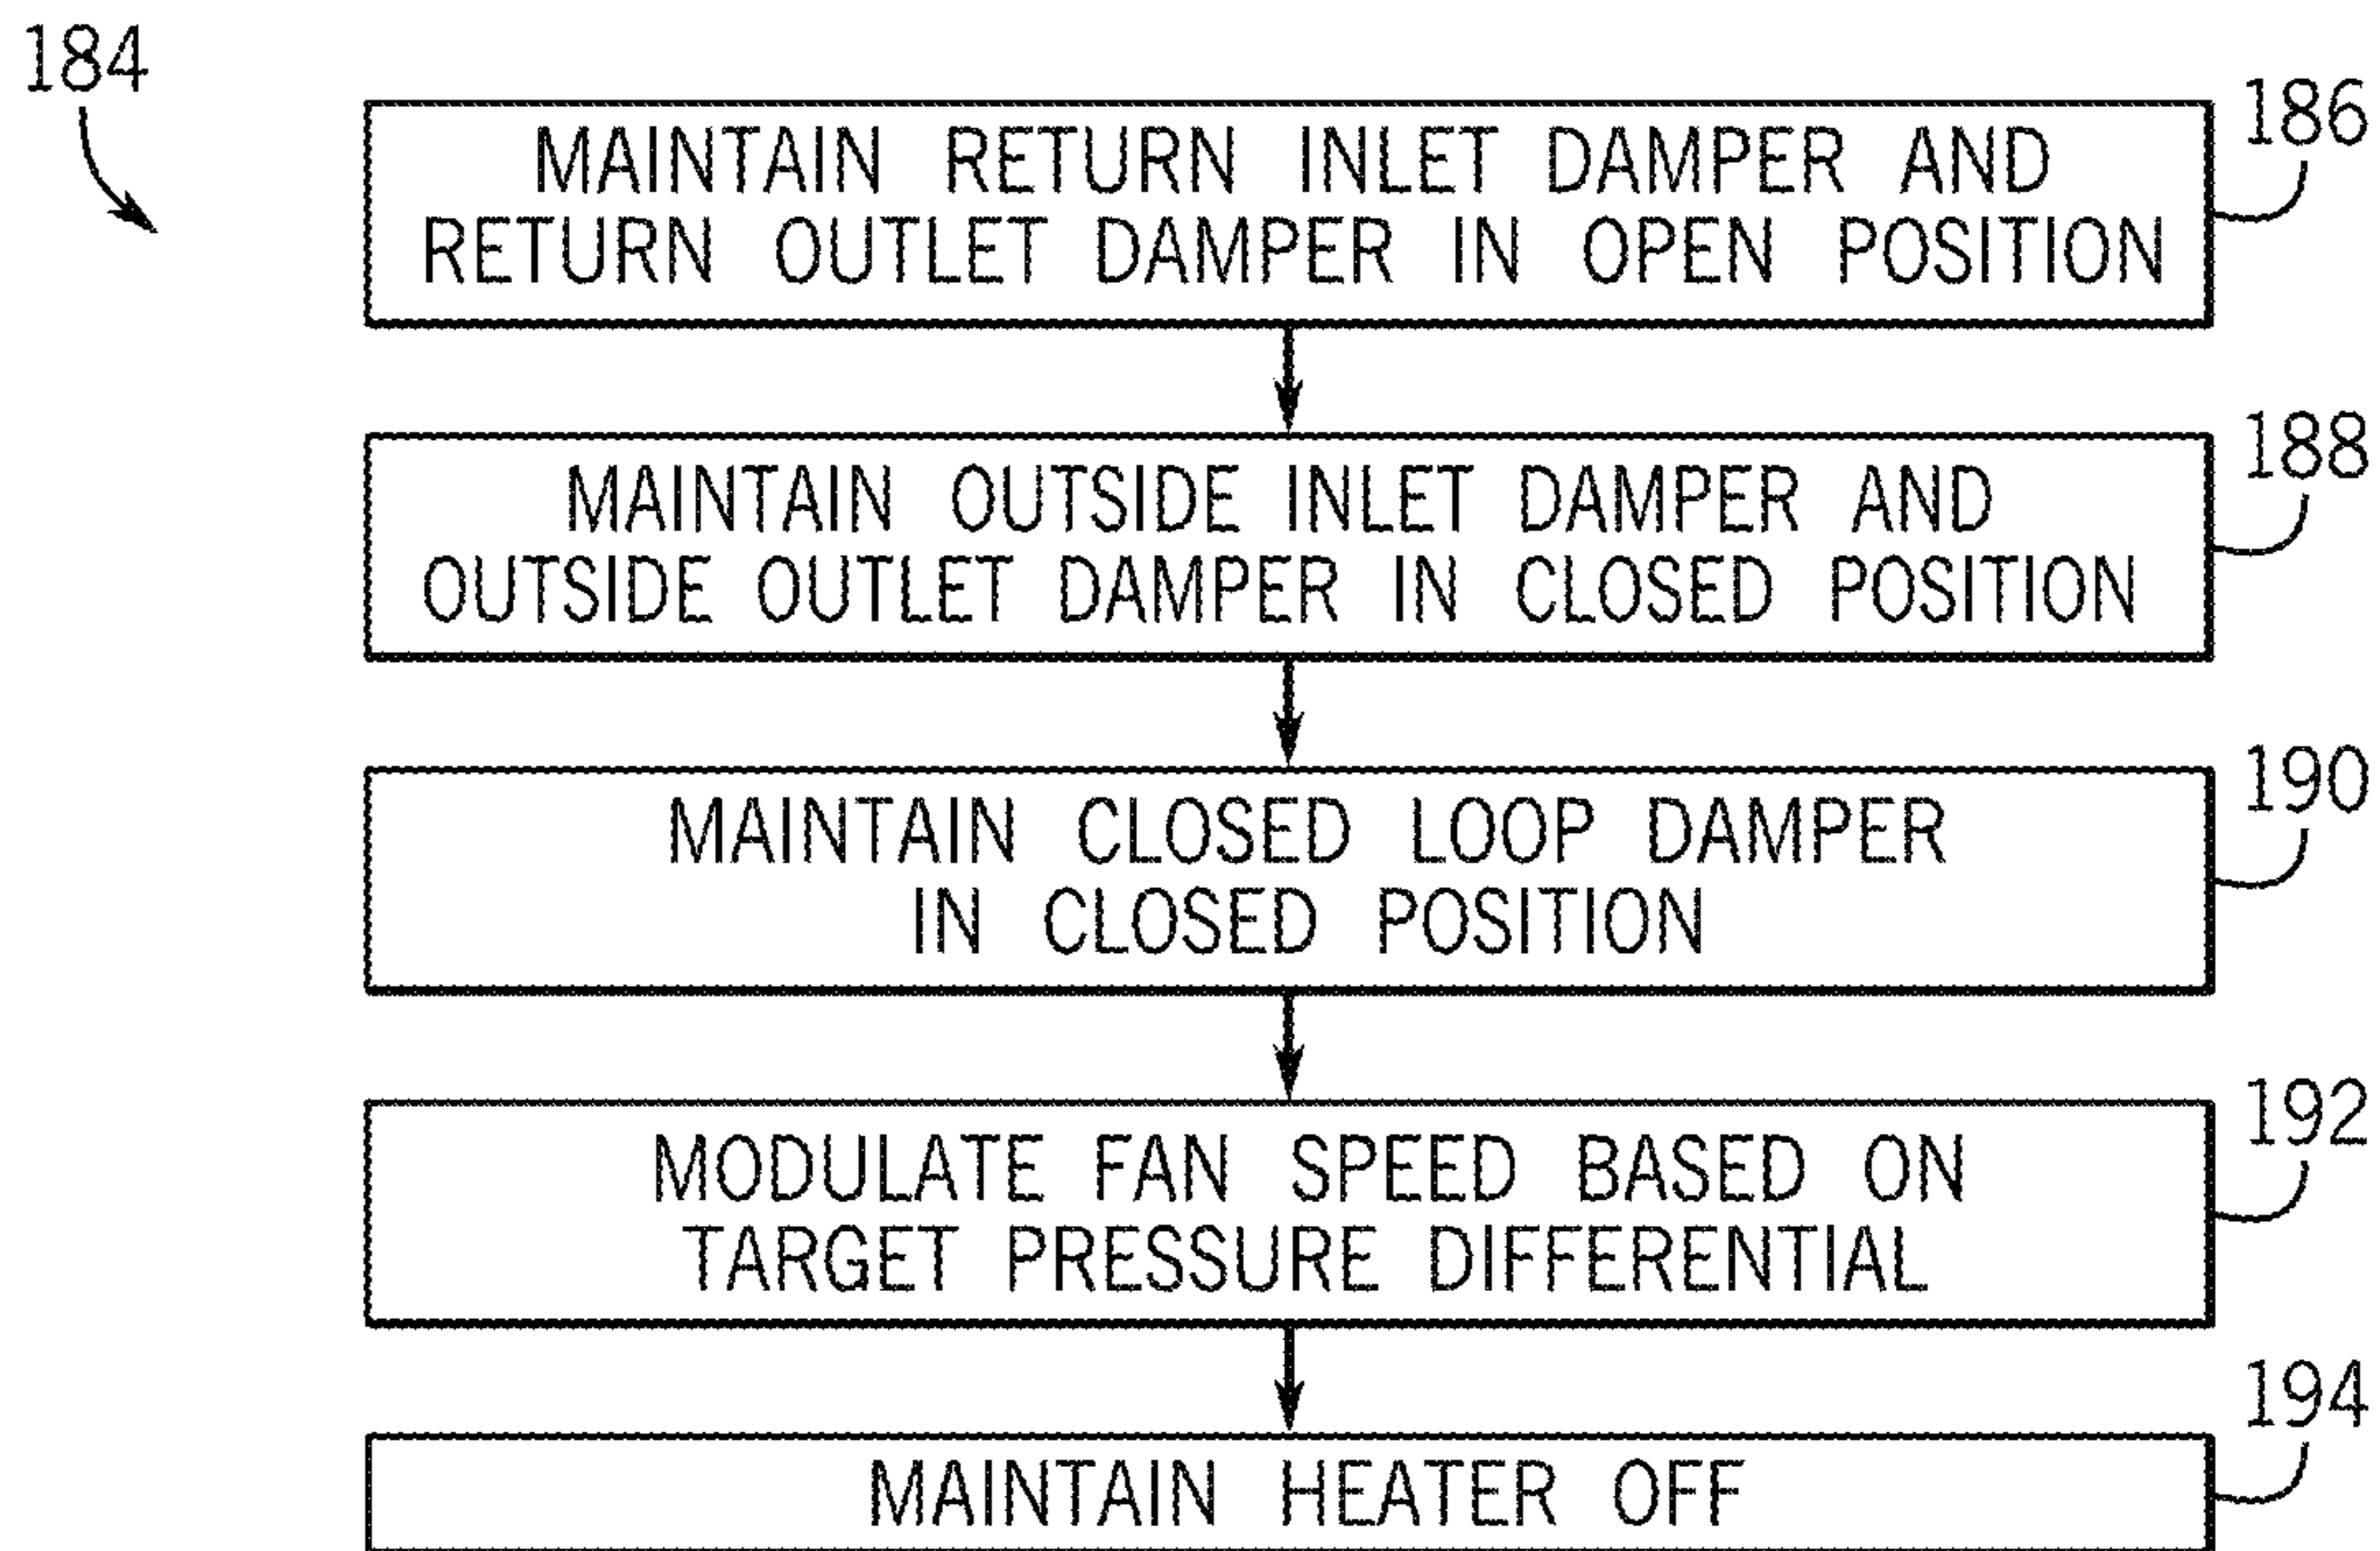 184
MAINTAIN RETURN INLET DAMPER AND
RETURN OUTLET DAMPER IN OPEN POSITION
186
MAINTAIN OUTSIDE INLET DAMPER AND
OUTSIDE OUTLET DAMPER IN CLOSED POSITION
188
MAINTAIN CLOSED LOOP DAMPER
IN CLOSED POSITION
190
MODULATE FAN SPEED BASED ON
TARGET PRESSURE DIFFERENTIAL
192
MAINTAIN HEATER OFF
194